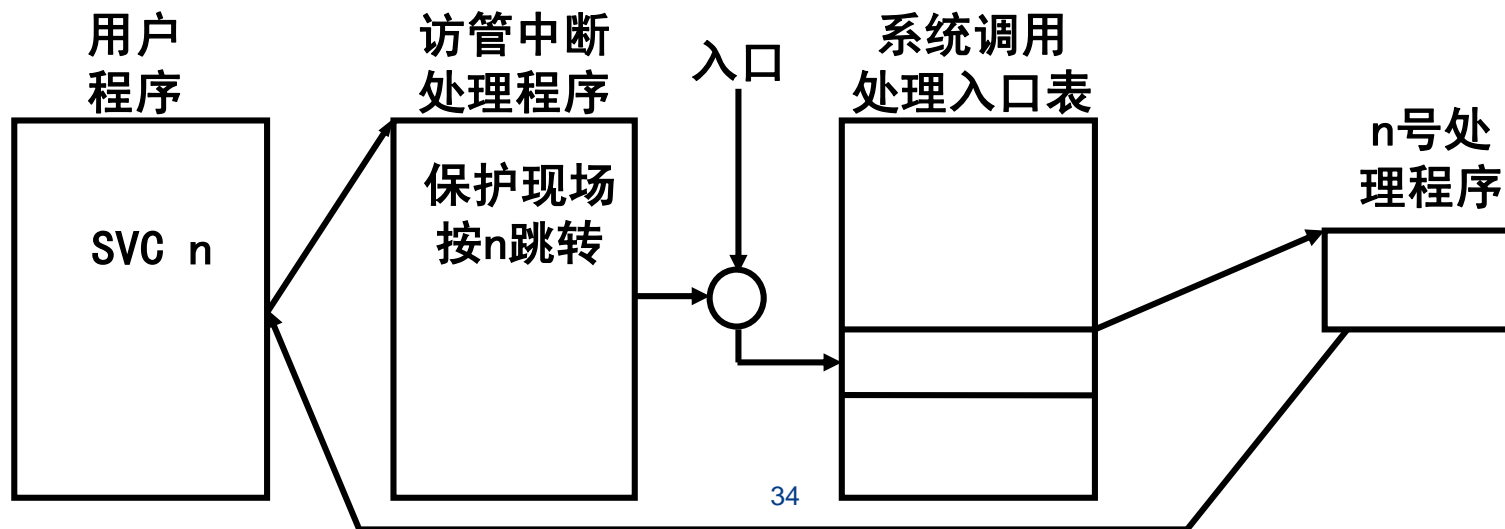 用户
程序
访管中断
处理程序
入口
系统调用
处理入口表
n号处
理程序
SVC n
保护现场
按n跳转
34